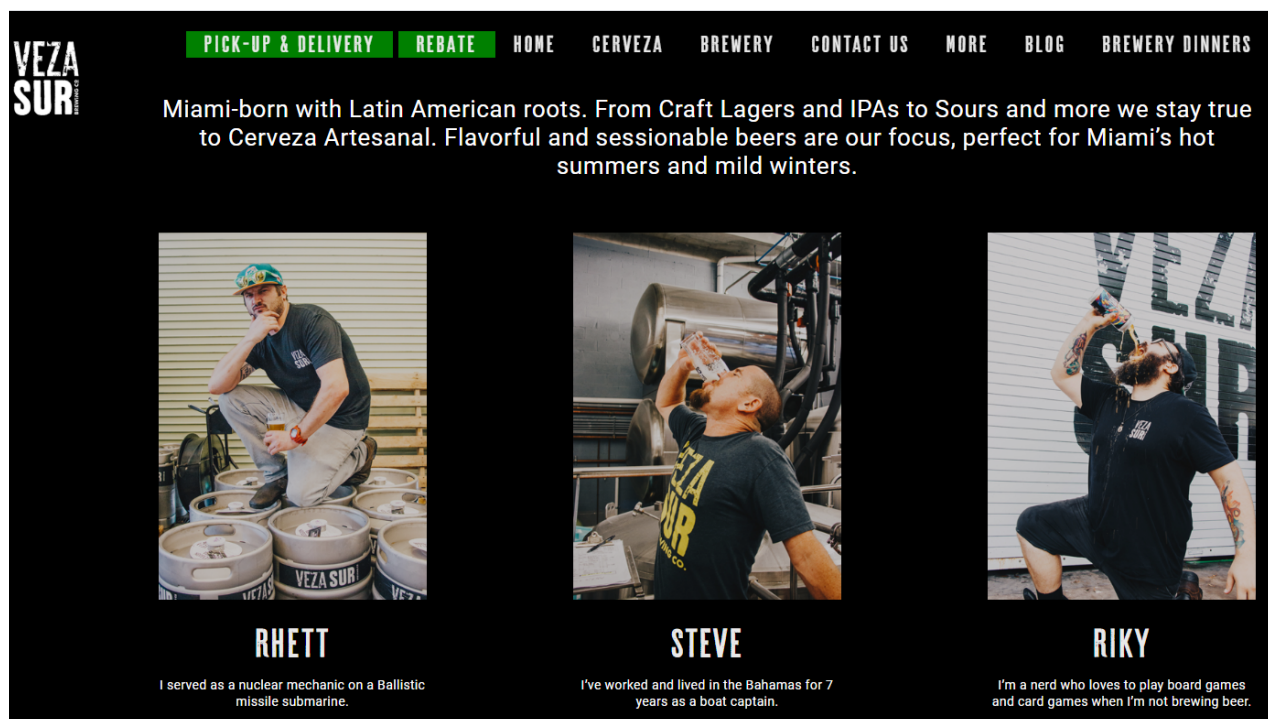 VEZA
SUR
BREWING CO
PICK-UP & DELIVERY
REBATE
HOME
CERVEZA
BREWERY
CONTACT US
MORE
BLOG
BREWERY DINNERS
Miami-born with Latin American roots. From Craft Lagers and IPAs to Sours and more we stay true
to Cerveza Artesanal. Flavorful and sessionable beers are our focus, perfect for Miami’s hot
summers and mild winters.
VEZA
SUR
VEZA SUR
VEZA
SUR
VEZA
SUR
VEZA
SUR
RHETT
I served as a nuclear mechanic on a Ballistic
missile submarine.
STEVE
I’ve worked and lived in the Bahamas for 7
years as a boat captain.
RIKY
I’m a nerd who loves to play board games
and card games when I’m not brewing beer.